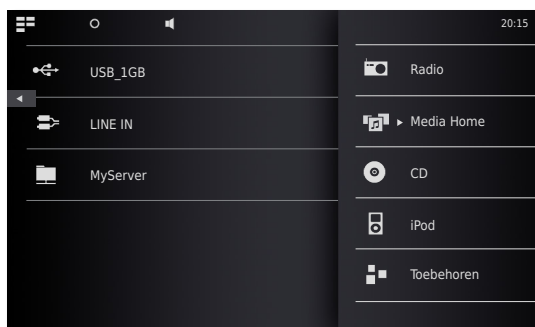 20:15
USB_1GB
LINE IN
MyServer
Radio
Media Home
CD
iPod
Toebehoren